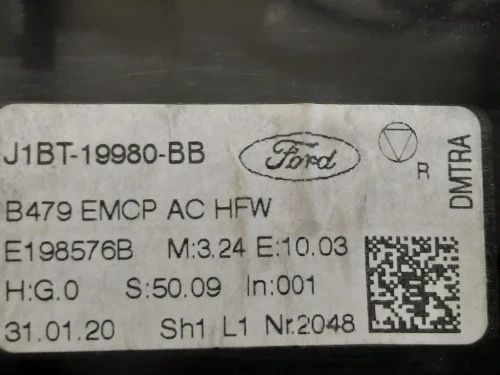 J1BT-19980-BB Ford R
DMTRA
B479 EMCP AC HFW
E198576B M:3.24 E:10.03
H:G.0 S:50.09 In:001
31.01.20 Sh1 L1 Nr.2048